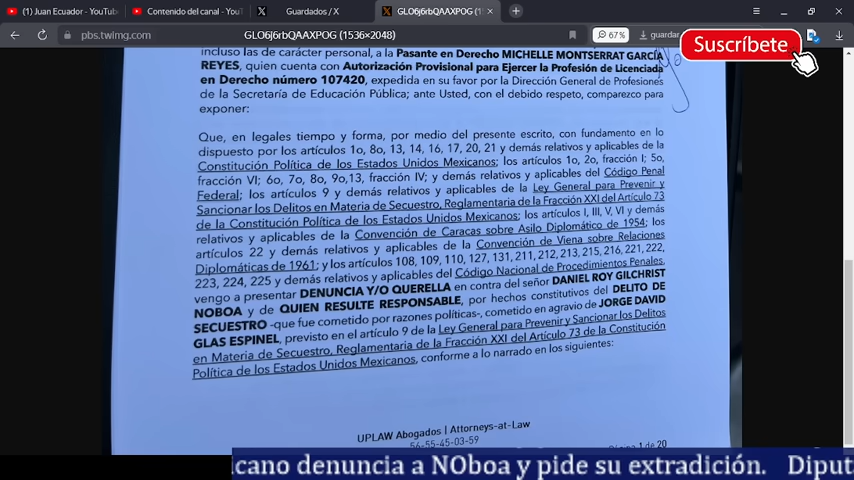 Juan Ecuador - YouTube
Contenido del canal - YouT
Guardados / X
GLO6j6rbQAAXPOG (1536×2048)
pbs.twimg.com
GLO6j6rbQAAXPOG (1536×2048)
67%
guardar
Suscríbete
incluso las de carácter personal, a la Pasante en Derecho MICHELLE MONTSERRAT GARCÍA
REYES, quien cuenta con Autorización Provisional para Ejercer la Profesión de Licenciada
en Derecho número 107420, expedida en su favor por la Dirección General de Profesiones
de la Secretaría de Educación Pública; ante Usted, con el debido respeto, comparezco para
exponer:
Que, en legales tiempo y forma, por medio del presente escrito, con fundamento en lo
dispuesto por los artículos 1o, 8o, 13, 14, 16, 17, 20, 21 y demás relativos y aplicables de la
Constitución Política de los Estados Unidos Mexicanos; los artículos 1o, 2o, fracción I; 5o,
fracción VI; 6o, 7o, 8o, 9o,13, fracción IV; y demás relativos y aplicables del Código Penal
Federal; los artículos 9 y demás relativos y aplicables de la Ley General para Prevenir y
Sancionar los Delitos en Materia de Secuestro, Reglamentaria de la Fracción XXI del Artículo 73
de la Constitución Política de los Estados Unidos Mexicanos; los artículos I, III, V, VI y demás
relativos y aplicables de la Convención de Caracas sobre Asilo Diplomático de 1954; los
artículos 22 y demás relativos y aplicables de la Convención de Viena sobre Relaciones
Diplomáticas de 1961; y los artículos 108, 109, 110, 127, 131, 211, 212, 213, 215, 216, 221, 222,
223, 224, 225 y demás relativos y aplicables del Código Nacional de Procedimientos Penales,
vengo a presentar DENUNCIA Y/O QUERELLA en contra del señor DANIEL ROY GILCHRIST
NOBOA y de QUIEN RESULTE RESPONSABLE, por hechos constitutivos del DELITO DE
SECUESTRO -que fue cometido por razones políticas-, cometido en agravio de JORGE DAVID
GLAS ESPINEL, previsto en el artículo 9 de la Ley General para Prevenir y Sancionar los Delitos
en Materia de Secuestro, Reglamentaria de la Fracción XXI del Artículo 73 de la Constitución
Política de los Estados Unidos Mexicanos, conforme a lo narrado en los siguientes:
UPLAW Abogados | Attorneys-at-Law
56-55-45-03-59
Página 1 de 20
icano denuncia a NOboa y pide su extradición. Diput